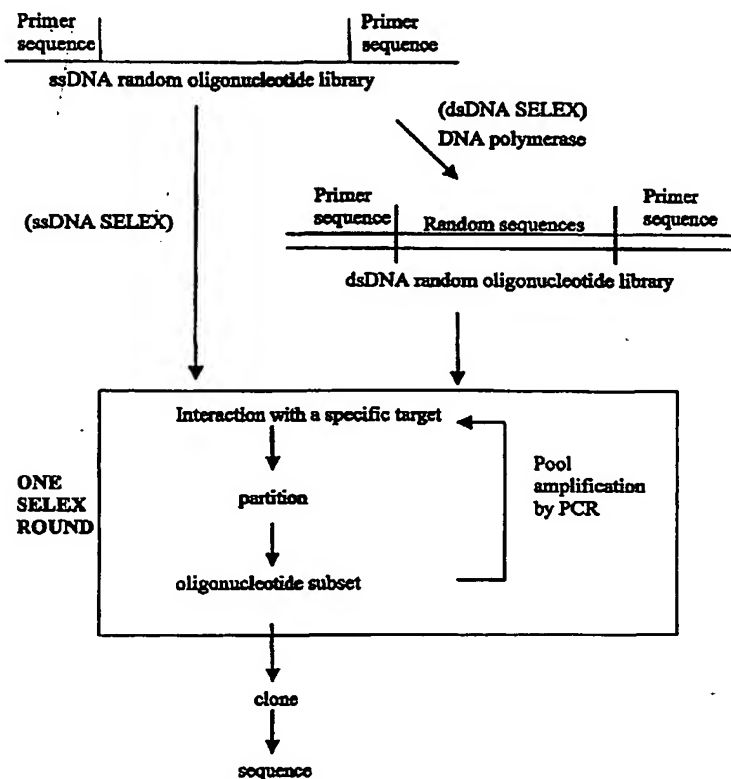 Primer
sequence
Primer
sequence
ssDNA random oligonucleotide library
(dsDNA SELEX)
DNA polymerase
(ssDNA SELEX)
Primer
sequence
Random sequences
Primer
sequence
dsDNA random oligonucleotide library
Interaction with a specific target
ONE
SELEX
ROUND
partition
Pool
amplification
by PCR
oligonucleotide subset
clone
sequence